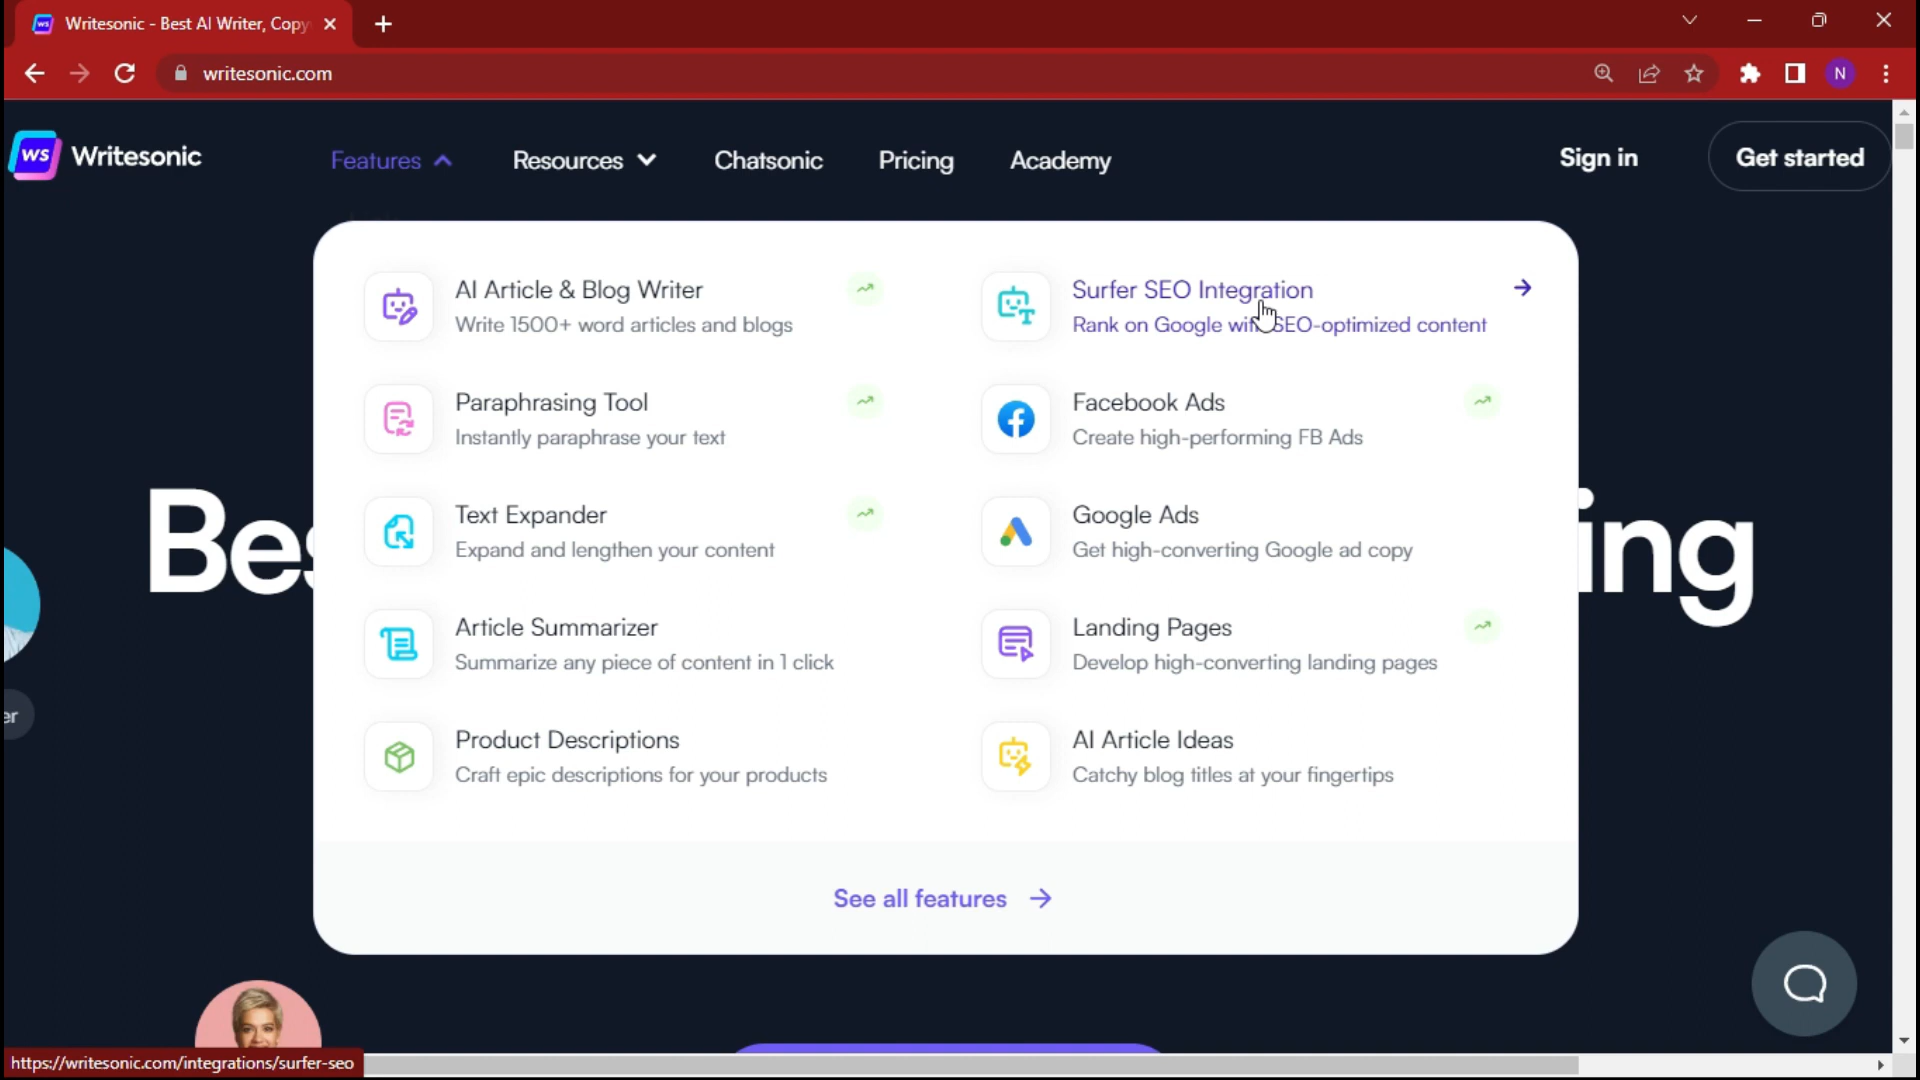 ws Writesonic - Best AI Writer, Copy
writesonic.com
N
ws Writesonic
Features
Resources
Chatsonic
Pricing
Academy
Sign in
Get started
AI Article & Blog Writer
Write 1500+ word articles and blogs
Surfer SEO Integration
Rank on Google with SEO-optimized content
Paraphrasing Tool
Instantly paraphrase your text
Facebook Ads
Create high-performing FB Ads
Text Expander
Expand and lengthen your content
Google Ads
Get high-converting Google ad copy
Bes
ing
Article Summarizer
Summarize any piece of content in 1 click
Landing Pages
Develop high-converting landing pages
er
Product Descriptions
Craft epic descriptions for your products
AI Article Ideas
Catchy blog titles at your fingertips
See all features
https://writesonic.com/integrations/surfer-seo